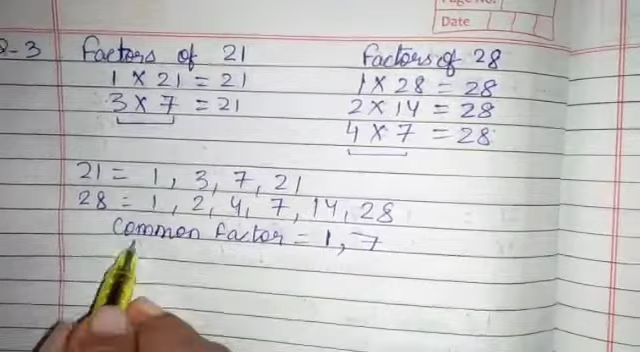 Page No.
Date
Q-3 Factors of 21 Factors of 28
1 × 21 = 21 1 × 28 = 28
3 × 7 = 21 2 × 14 = 28
4 × 7 = 28
21 = 1, 3, 7, 21
28 = 1, 2, 4, 7, 14, 28
Common factor = 1, 7